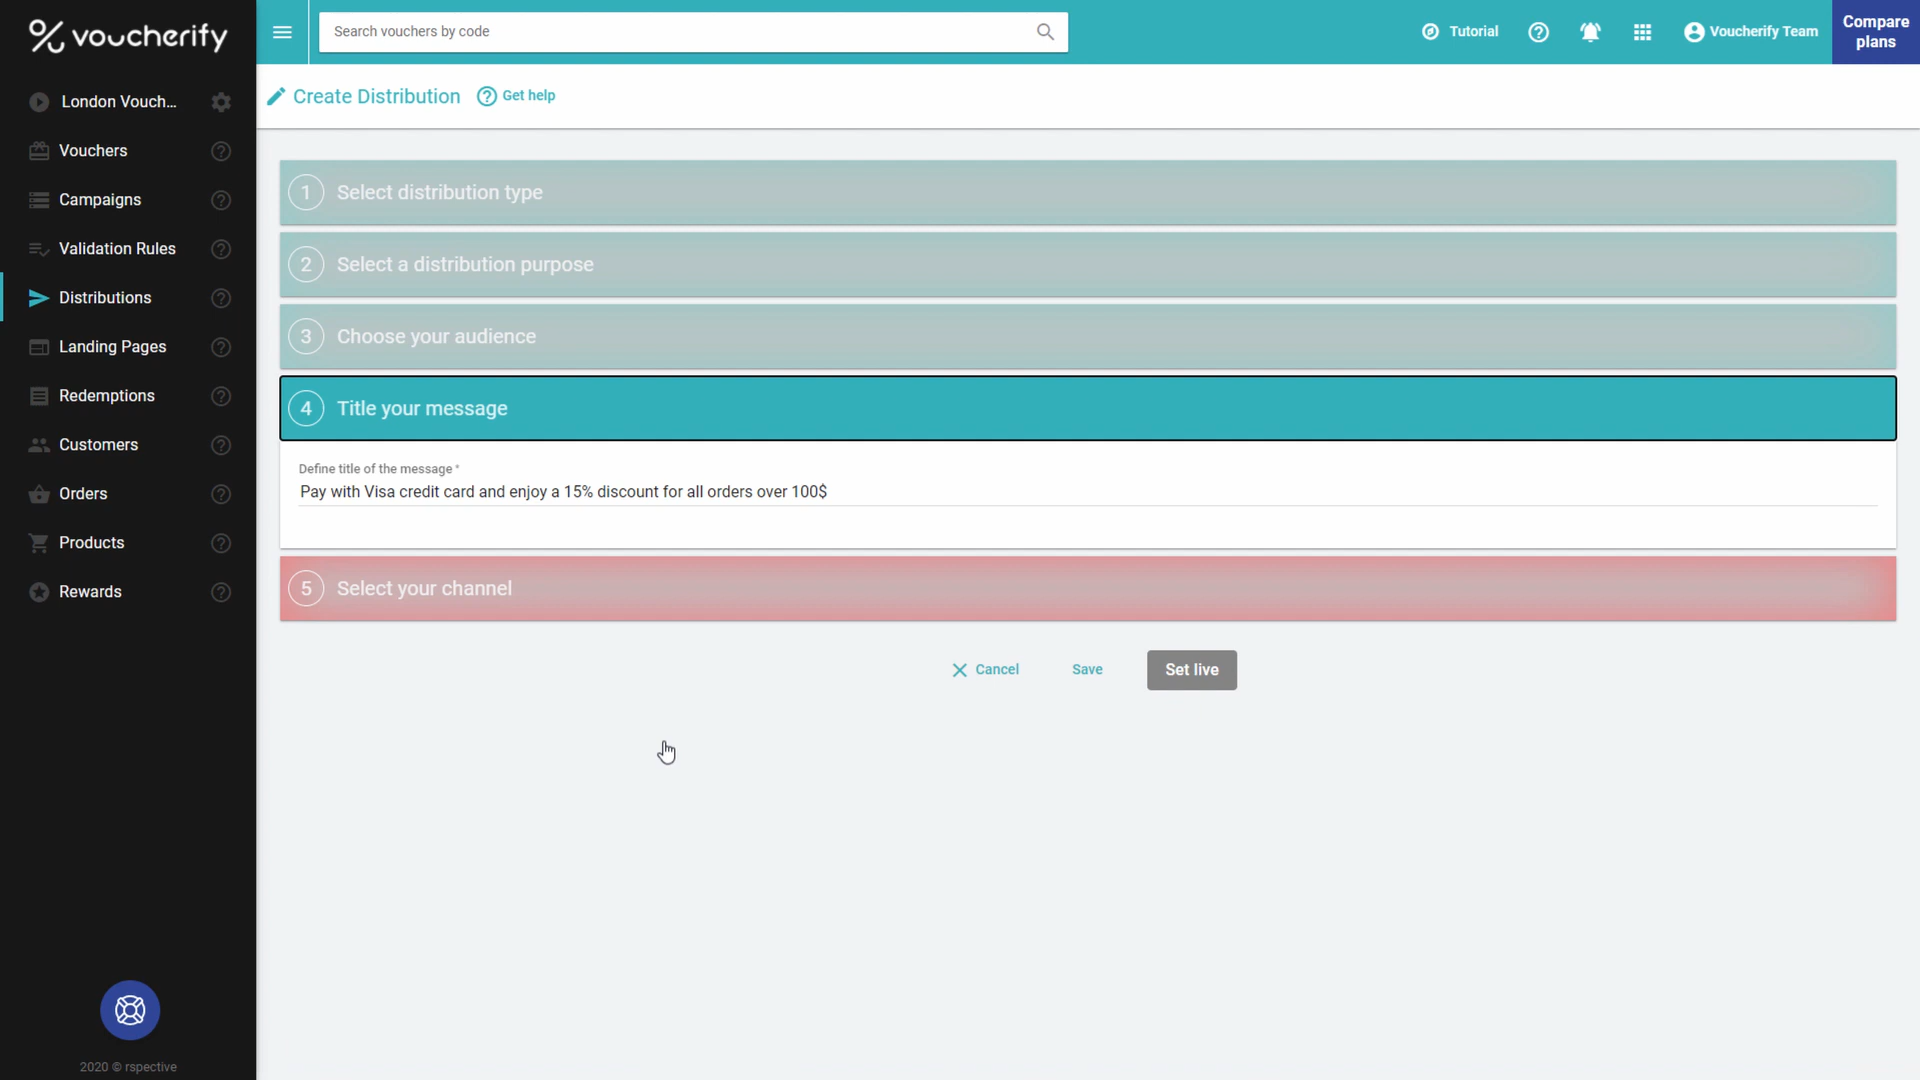 voucherify
Search vouchers by code
Tutorial
Voucherify Team
Compare
plans
London Vouch...
Vouchers
Campaigns
Validation Rules
Distributions
Landing Pages
Redemptions
Customers
Orders
Products
Rewards
2020 © rspective
Create Distribution
Get help
1 Select distribution type
2 Select a distribution purpose
3 Choose your audience
4 Title your message
Define title of the message *
Pay with Visa credit card and enjoy a 15% discount for all orders over 100$
5 Select your channel
Cancel
Save
Set live